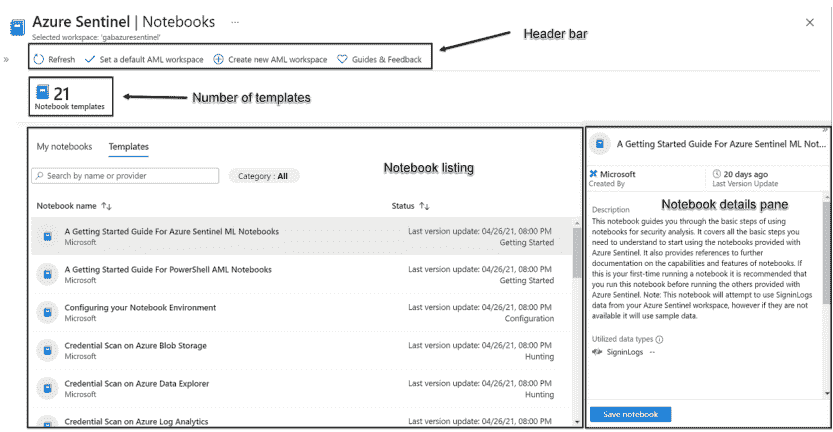 Azure Sentinel | Notebooks ...
Selected workspace: 'gabazuresentinel'
Header bar
Refresh Set a default AML workspace Create new AML workspace Guides & Feedback
21
Notebook templates
Number of templates
My notebooks Templates
Notebook listing
Search by name or provider
Category : All
Notebook name ↑↓ Status ↑↓
A Getting Started Guide For Azure Sentinel ML Notebooks Last version update: 04/26/21, 08:00 PM
Microsoft Getting Started
A Getting Started Guide For PowerShell AML Notebooks Last version update: 04/26/21, 08:00 PM
Microsoft Getting Started
Configuring your Notebook Environment Last version update: 04/26/21, 08:00 PM
Microsoft Configuration
Credential Scan on Azure Blob Storage Last version update: 04/26/21, 08:00 PM
Microsoft Hunting
Credential Scan on Azure Data Explorer Last version update: 04/26/21, 08:00 PM
Microsoft Hunting
Credential Scan on Azure Log Analytics Last version update: 04/26/21, 08:00 PM
A Getting Started Guide For Azure Sentinel ML Not...
Microsoft 20 days ago
Created By Last Version Update
Notebook details pane
Description
This notebook guides you through the basic steps of using
notebooks for security analysis. It covers all the basic steps you
need to understand to start using the notebooks provided with
Azure Sentinel. It also provides references to further
documentation on the capabilities and features of notebooks. If
this is your first-time running a notebook it is recommended that
you run this notebook before running the others provided with
Azure Sentinel. Note: This notebook will attempt to use SigninLogs
data from your Azure Sentinel workspace, however if they are not
available it will use sample data.
Utilized data types
SigninLogs --
Save notebook